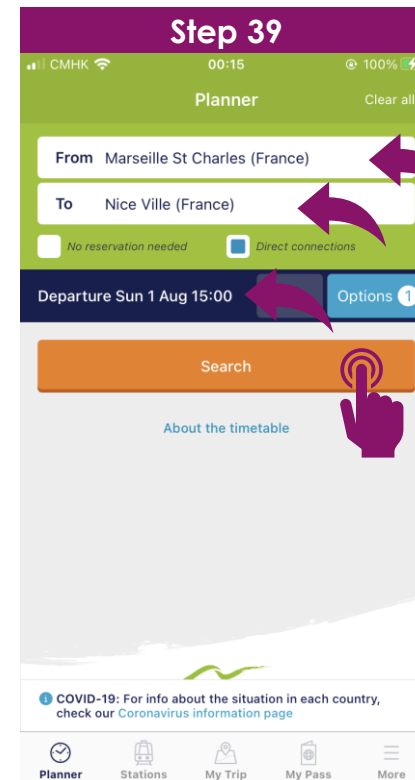 Step 39
CMHK 00:15 100%
Planner Clear all
From Marseille St Charles (France)
To Nice Ville (France)
No reservation needed Direct connections
Departure Sun 1 Aug 15:00 Options 1
Search
About the timetable
COVID-19: For info about the situation in each country,
check our Coronavirus information page
Planner Stations My Trip My Pass More